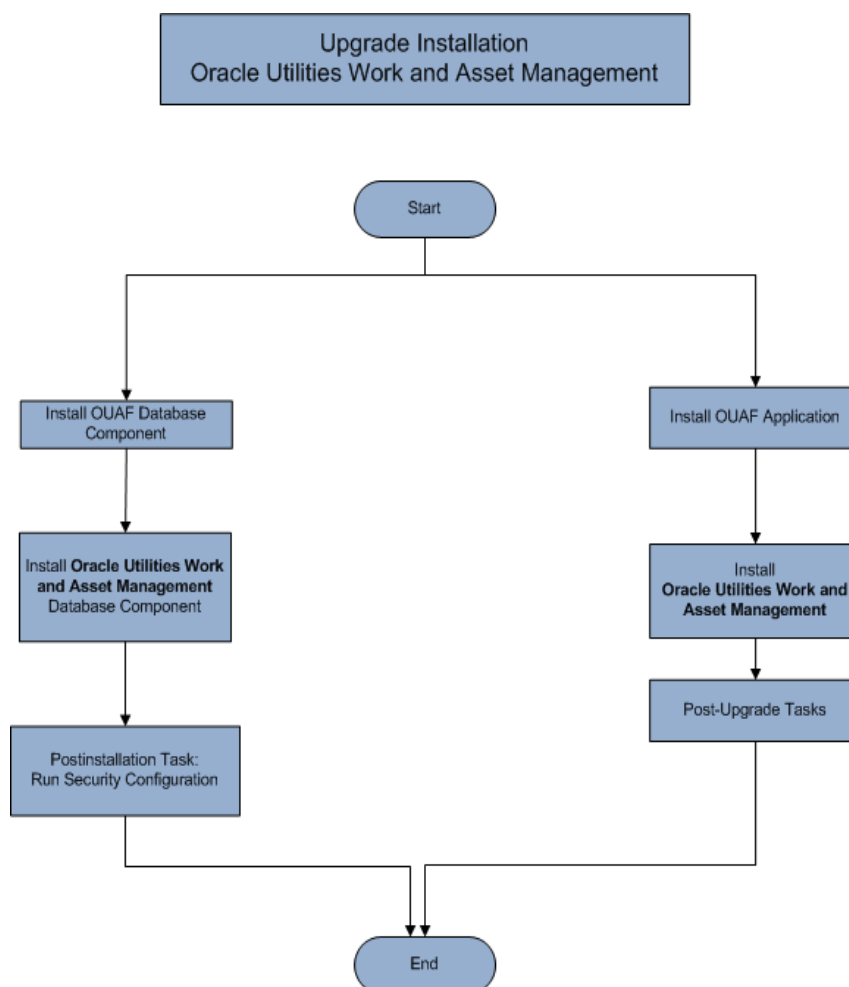 Upgrade Installation
Oracle Utilities Work and Asset Management
Start
Install OUAF Database
Component
Install OUAF Application
Install Oracle Utilities Work
and Asset Management
Database Component
Install
Oracle Utilities Work and
Asset Management
Post-Upgrade Tasks
Postinstallation Task:
Run Security Configuration
End